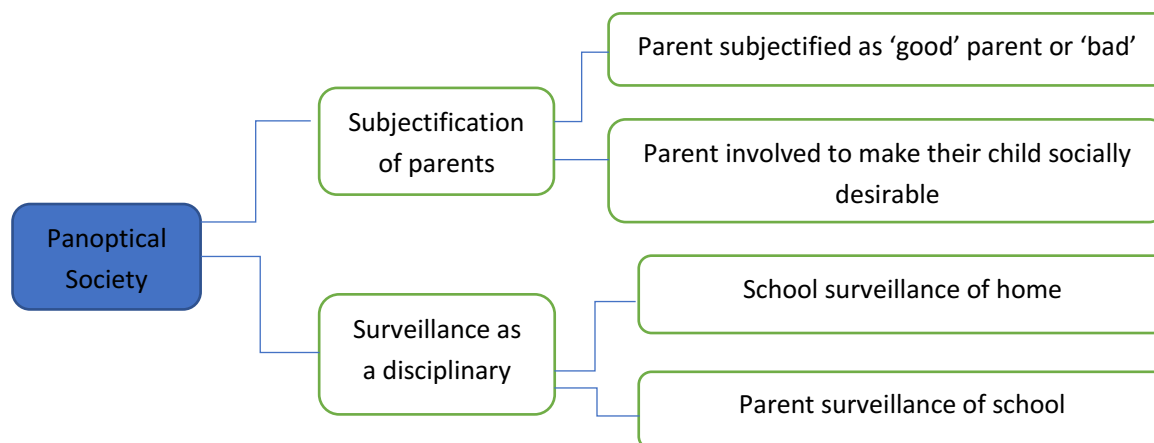 Panoptical
Society
Subjectification
of parents
Parent subjectified as ‘good’ parent or ‘bad’
Parent involved to make their child socially
desirable
Surveillance as
a disciplinary
School surveillance of home
Parent surveillance of school